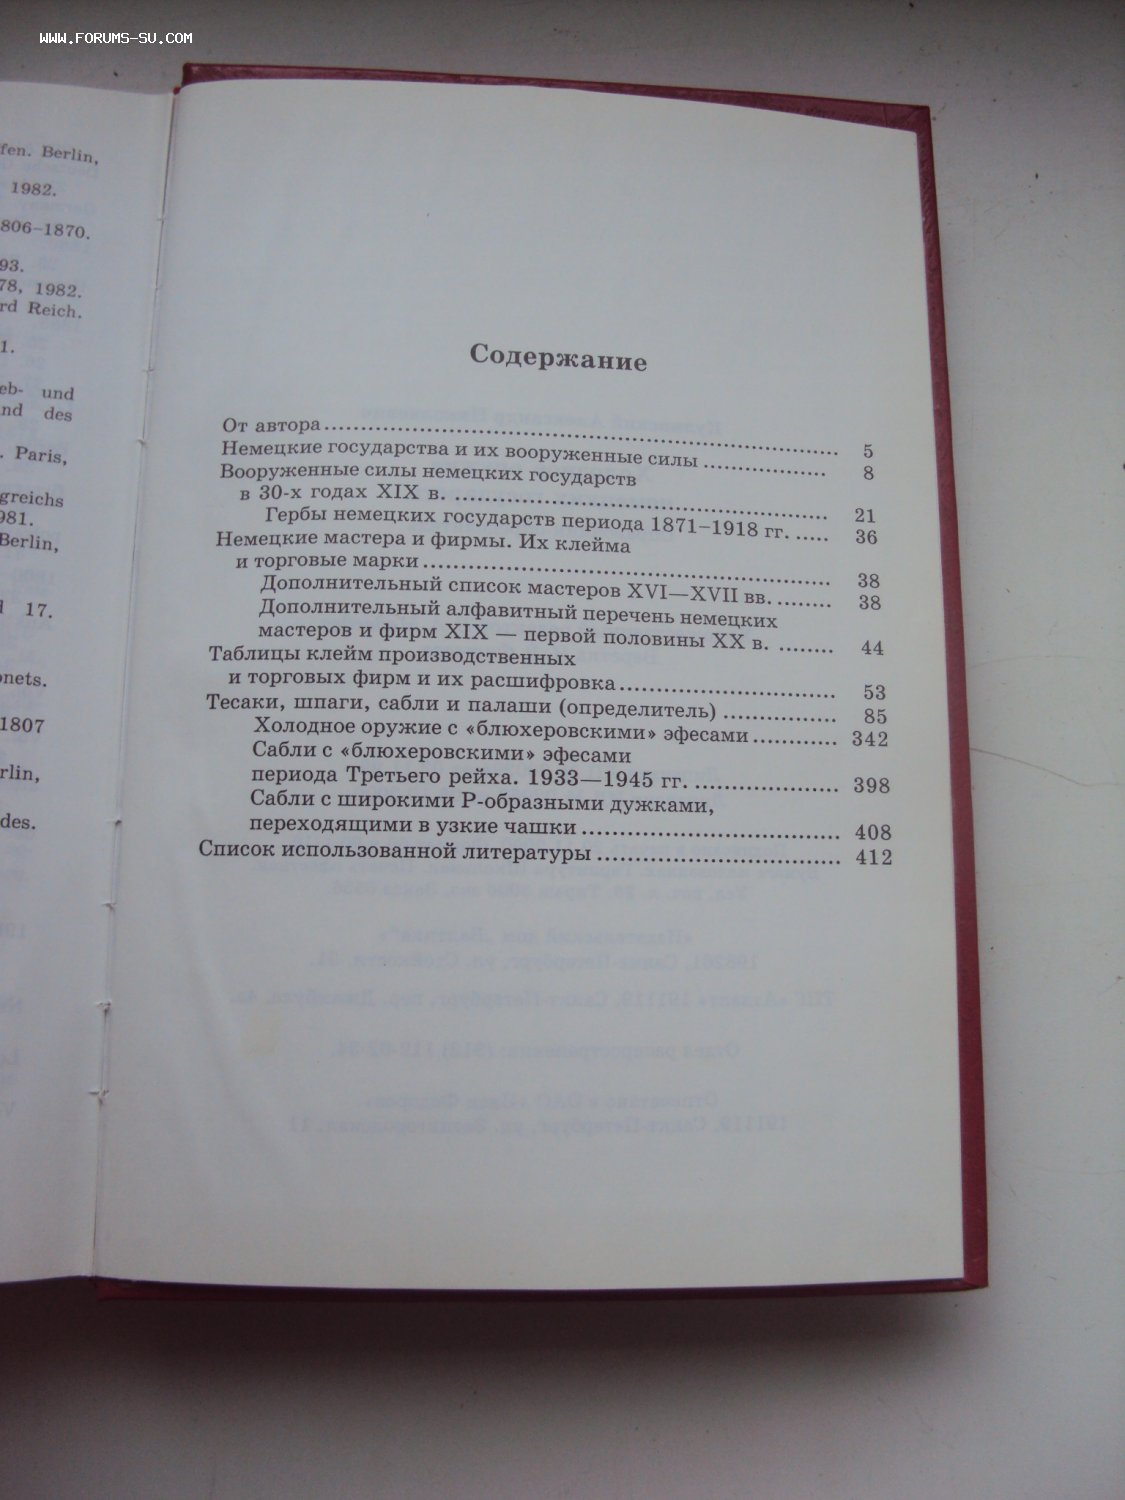 WWW.FORUMS-SU.COM
fen. Berlin,
1982.
806–1870.
93.
78, 1982.
rd Reich.
1.
eb- und
nd des
. Paris,
greichs
981.
Berlin,
17.
nets.
1807
rlin,
des.
Содержание
От автора 5
Немецкие государства и их вооруженные силы 8
Вооруженные силы немецких государств
в 30-х годах XIX в. 21
Гербы немецких государств периода 1871–1918 гг. 36
Немецкие мастера и фирмы. Их клейма
и торговые марки 38
Дополнительный список мастеров XVI—XVII вв. 38
Дополнительный алфавитный перечень немецких
мастеров и фирм XIX — первой половины XX в. 44
Таблицы клейм производственных
и торговых фирм и их расшифровка 53
Тесаки, шпаги, сабли и палаши (определитель) 85
Холодное оружие с «блюхеровскими» эфесами 342
Сабли с «блюхеровскими» эфесами
периода Третьего рейха. 1933—1945 гг. 398
Сабли с широкими Р-образными дужками,
переходящими в узкие чашки 408
Список использованной литературы 412